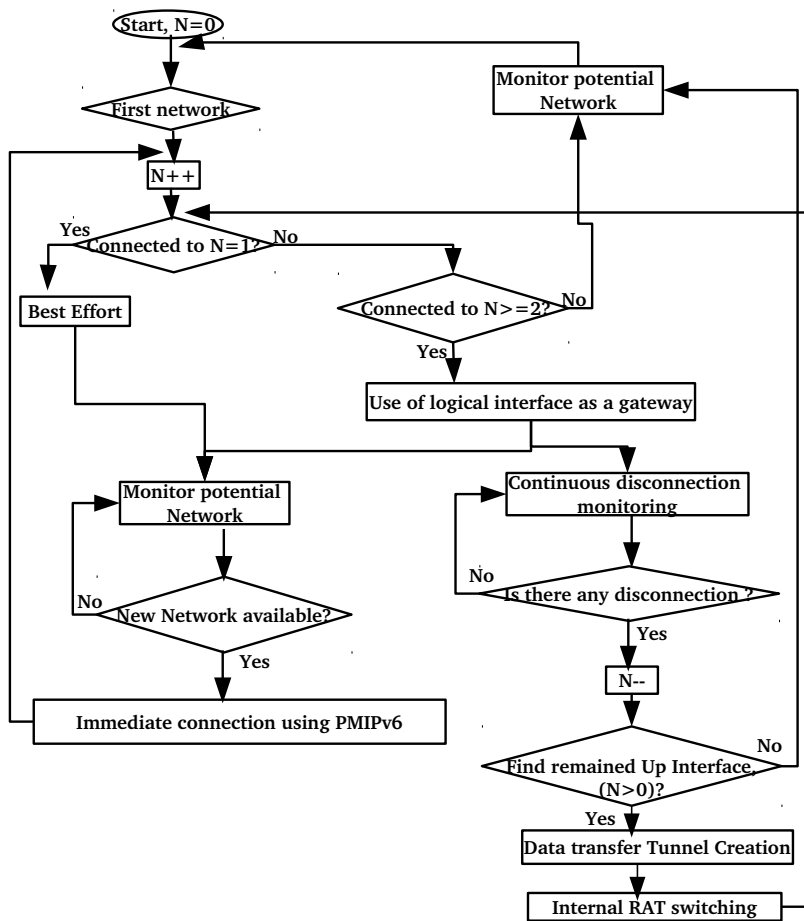 Start, N=0
Monitor potential
Network
First network
N++
Yes
Connected to N=1?
No
Best Effort
Connected to N>=2?
No
Yes
Use of logical interface as a gateway
Monitor potential
Network
Continuous disconnection
monitoring
No
New Network available?
Yes
No
Is there any disconnection ?
Yes
N--
Immediate connection using PMIPv6
Find remained Up Interface,
(N>0)?
No
Yes
Data transfer Tunnel Creation
Internal RAT switching